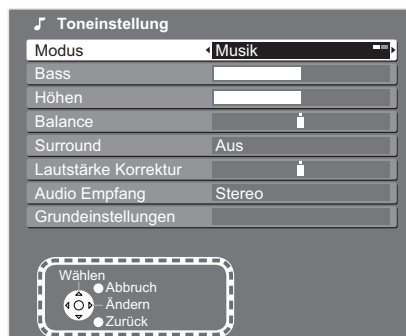 Toneinstellung
Modus Musik
Bass
Höhen
Balance
Surround Aus
Lautstärke Korrektur
Audio Empfang Stereo
Grundeinstellungen
Wählen
Abbruch
Ändern
Zurück